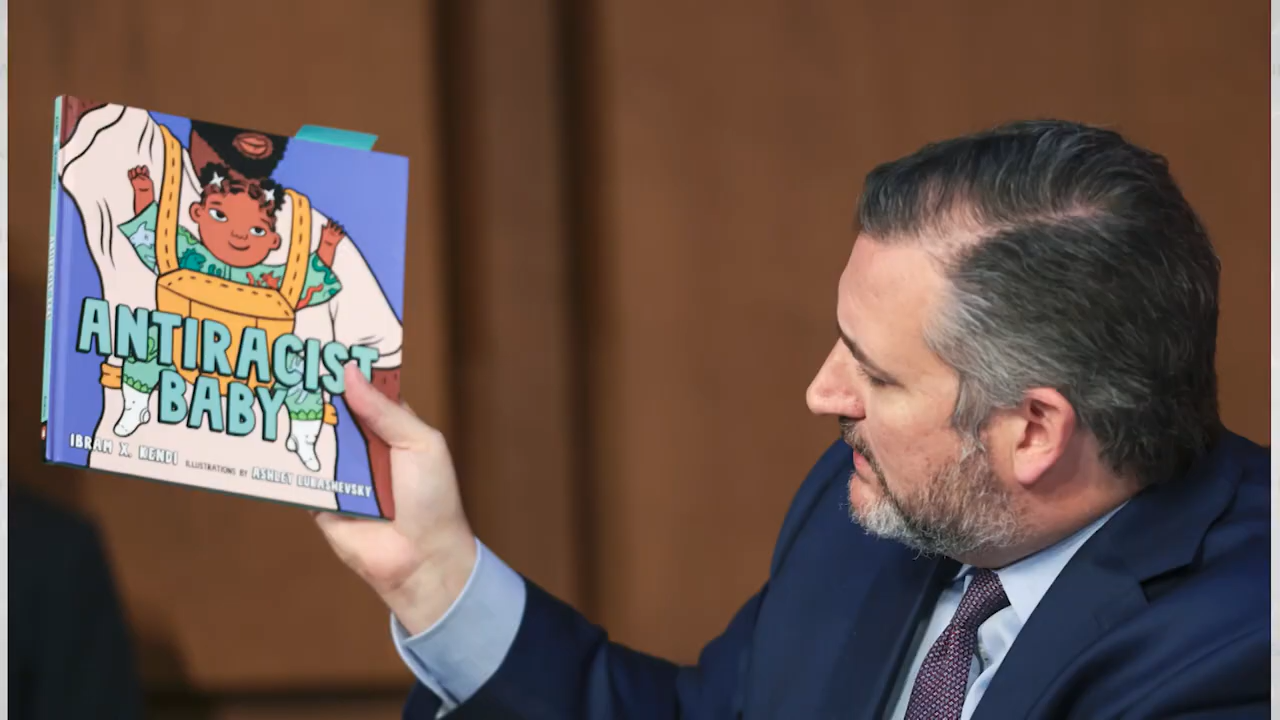 ANTIRACIST
BABY
IBRAM X. KENDI ILLUSTRATIONS BY ASHLEY LUKASHEVSKY